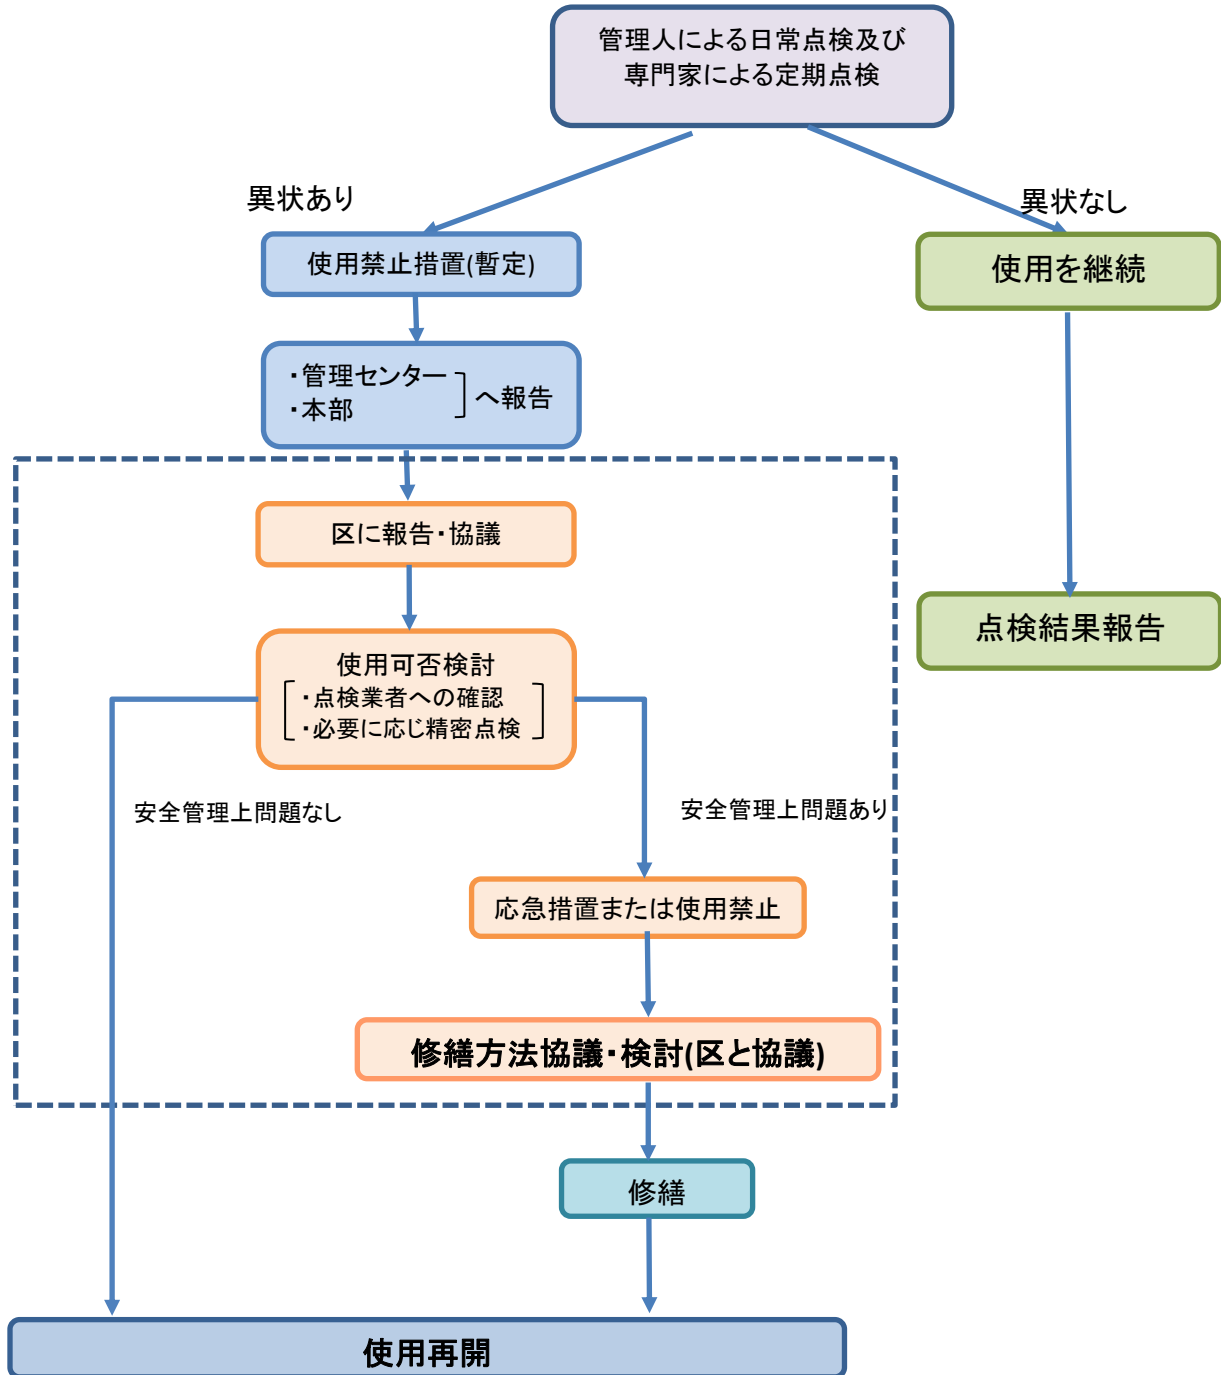 管理人による日常点検及び
専門家による定期点検
異状あり
異状なし
使用禁止措置(暫定)
使用を継続
・管理センター
・本部
へ報告
区に報告・協議
点検結果報告
使用可否検討
・点検業者への確認
・必要に応じ精密点検
安全管理上問題なし
安全管理上問題あり
応急措置または使用禁止
修繕方法協議・検討(区と協議)
修繕
使用再開